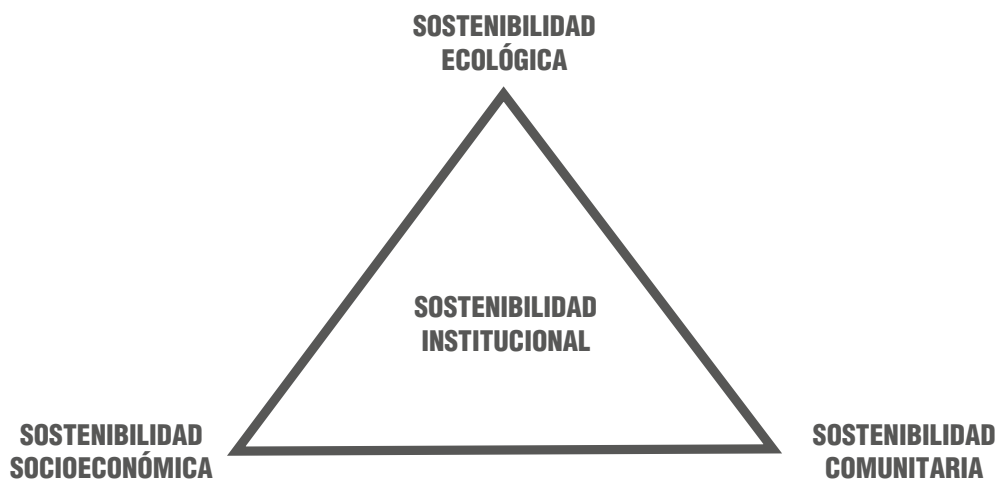 SOSTENIBILIDAD
ECOLÓGICA
SOSTENIBILIDAD
INSTITUCIONAL
SOSTENIBILIDAD
SOCIOECONÓMICA
SOSTENIBILIDAD
COMUNITARIA